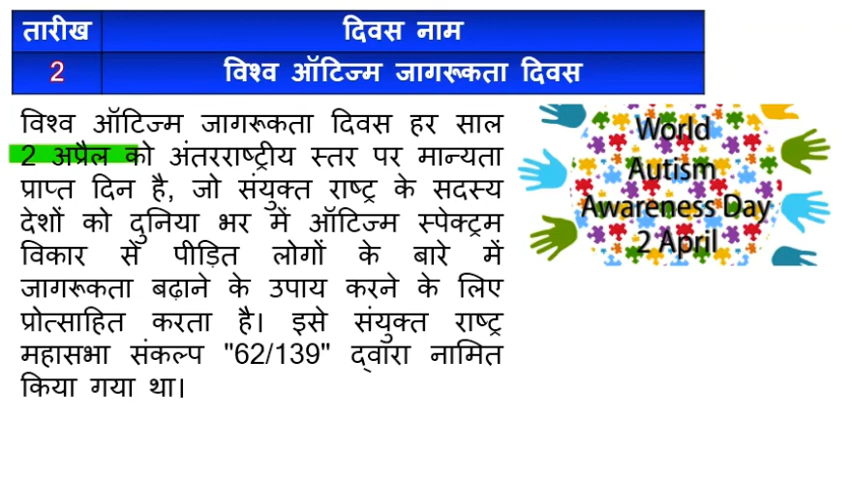 तारीख दिवस नाम
2 विश्व ऑटिज्म जागरूकता दिवस
विश्व ऑटिज्म जागरूकता दिवस हर साल
2 अप्रैल को अंतरराष्ट्रीय स्तर पर मान्यता
प्राप्त दिन है, जो संयुक्त राष्ट्र के सदस्य
देशों को दुनिया भर में ऑटिज्म स्पेक्ट्रम
विकार से पीड़ित लोगों के बारे में
जागरूकता बढ़ाने के उपाय करने के लिए
प्रोत्साहित करता है। इसे संयुक्त राष्ट्र
महासभा संकल्प "62/139" द्वारा नामित
किया गया था।
World
Autism
Awareness Day
2 April